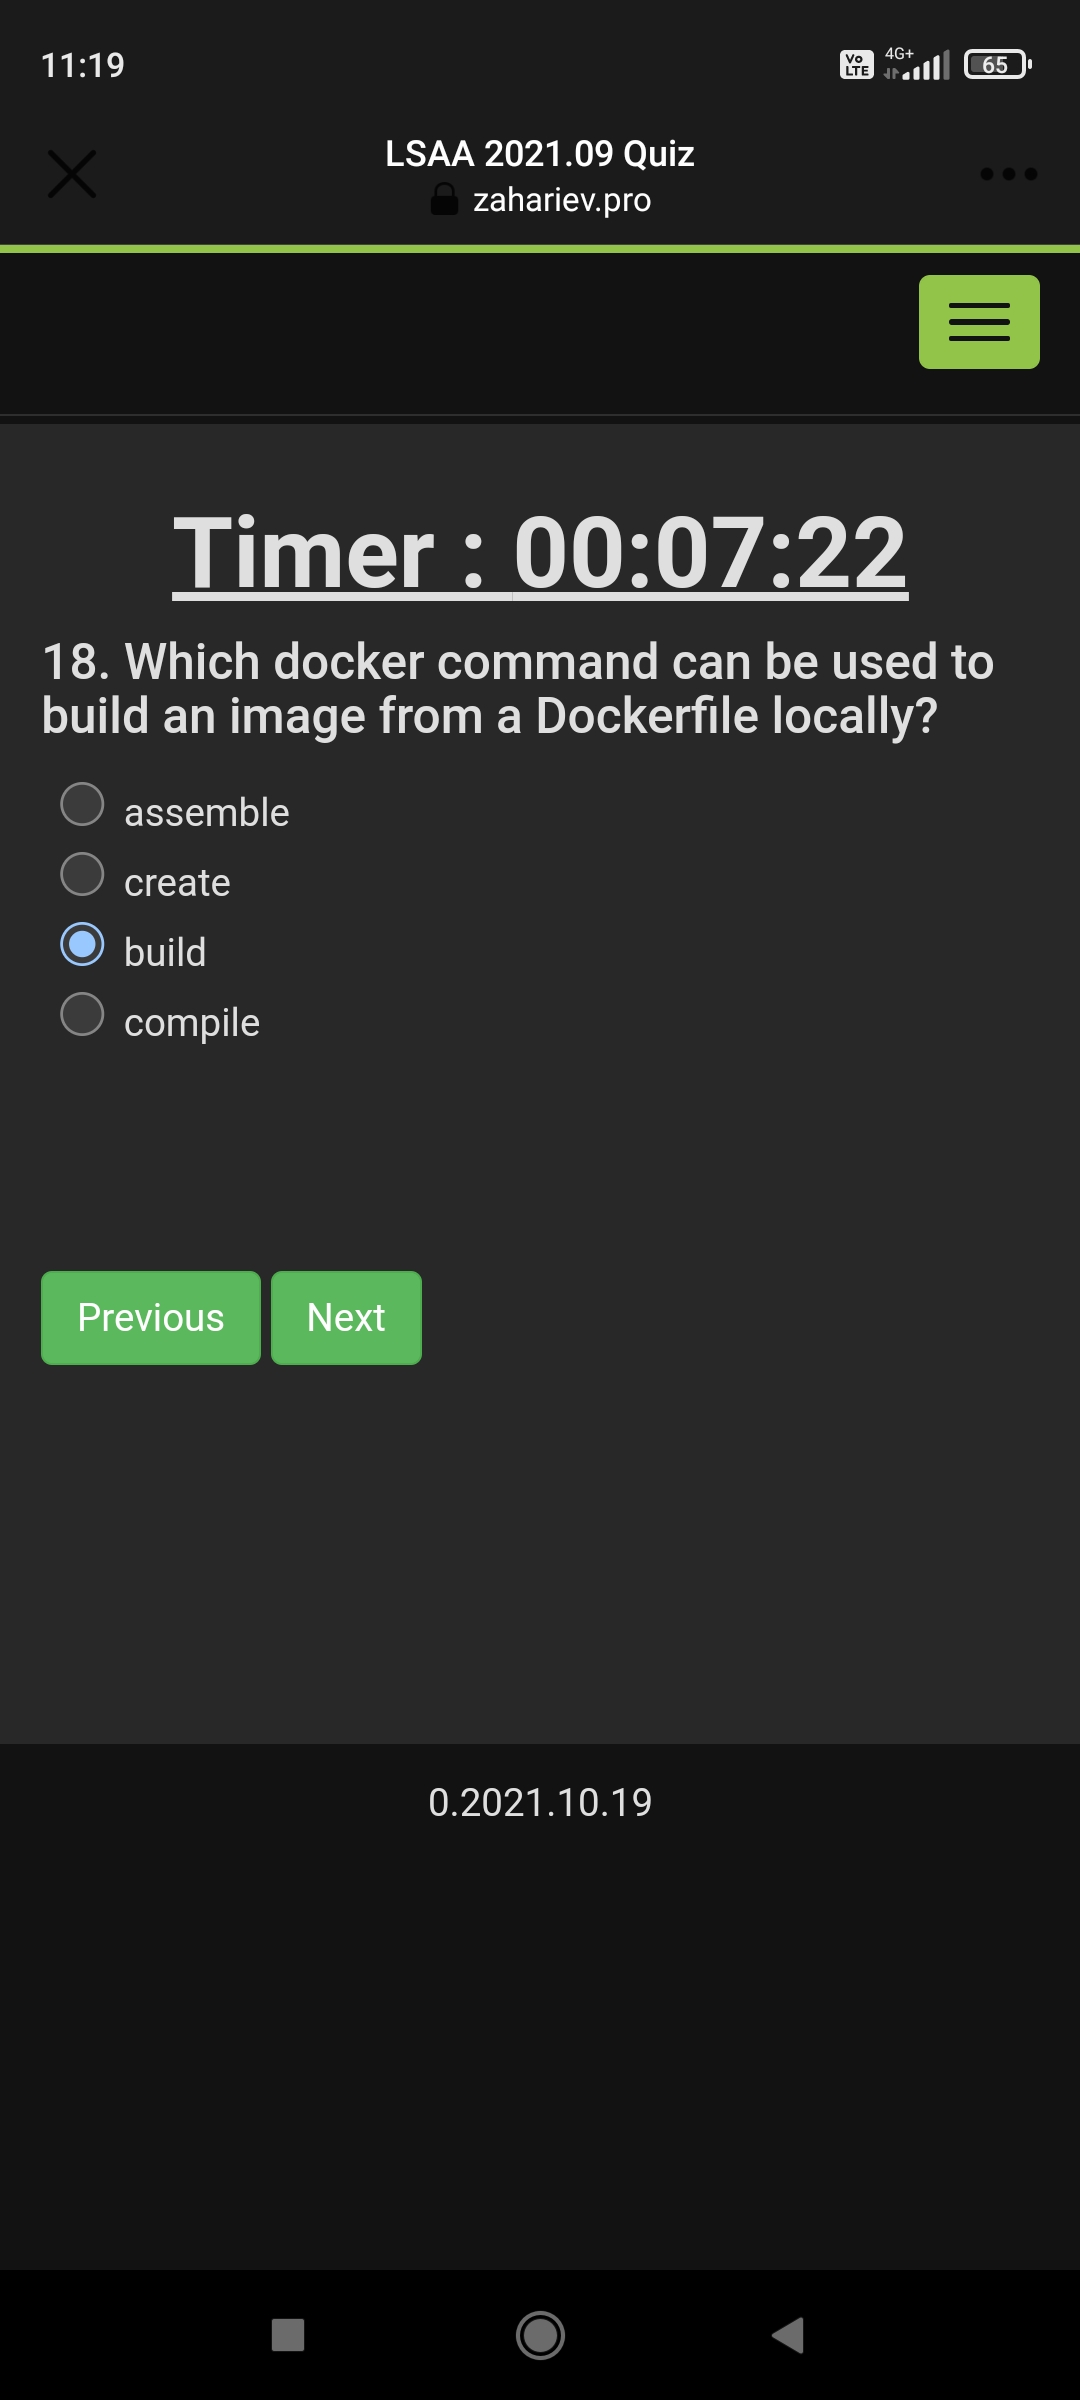 11:19
Vo LTE 4G+ 65
LSAA 2021.09 Quiz
zahariev.pro
Timer : 00:07:22
18. Which docker command can be used to
build an image from a Dockerfile locally?
assemble
create
build
compile
Previous Next
0.2021.10.19